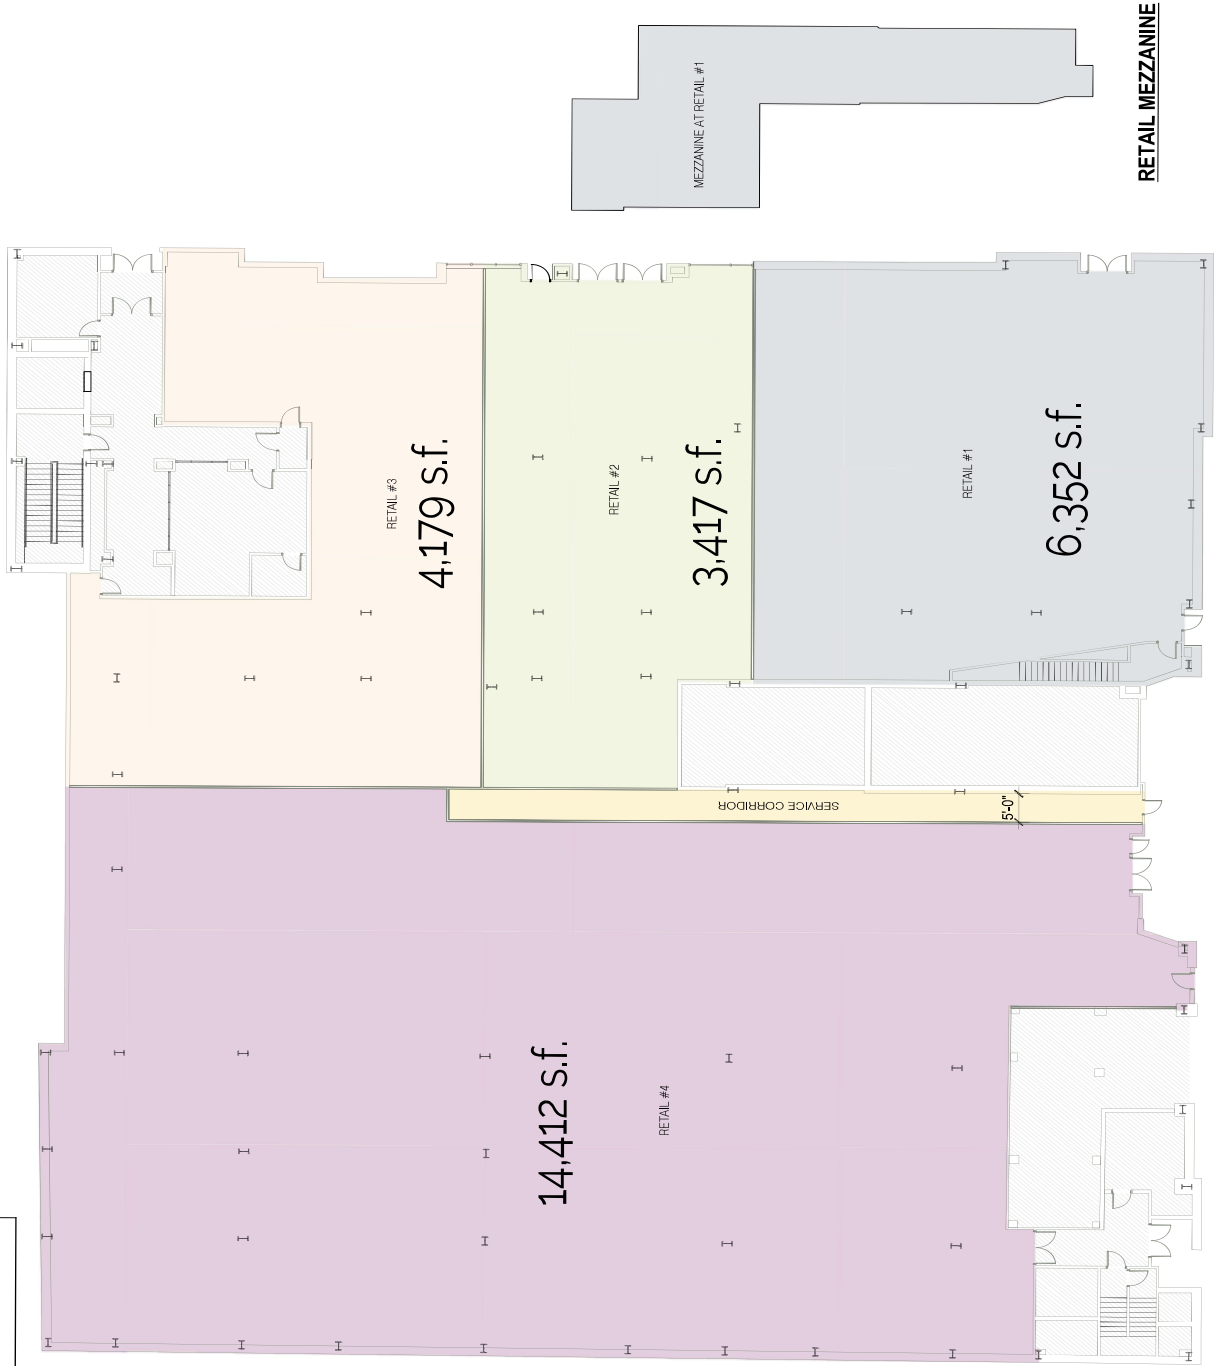 MEZZANINE AT RETAIL #1
RETAIL MEZZANINE
RETAIL #3
4,179 s.f.
RETAIL #2
3,417 s.f.
RETAIL #1
6,352 s.f.
SERVICE CORRIDOR
5'-0"
14,412 s.f.
RETAIL #4